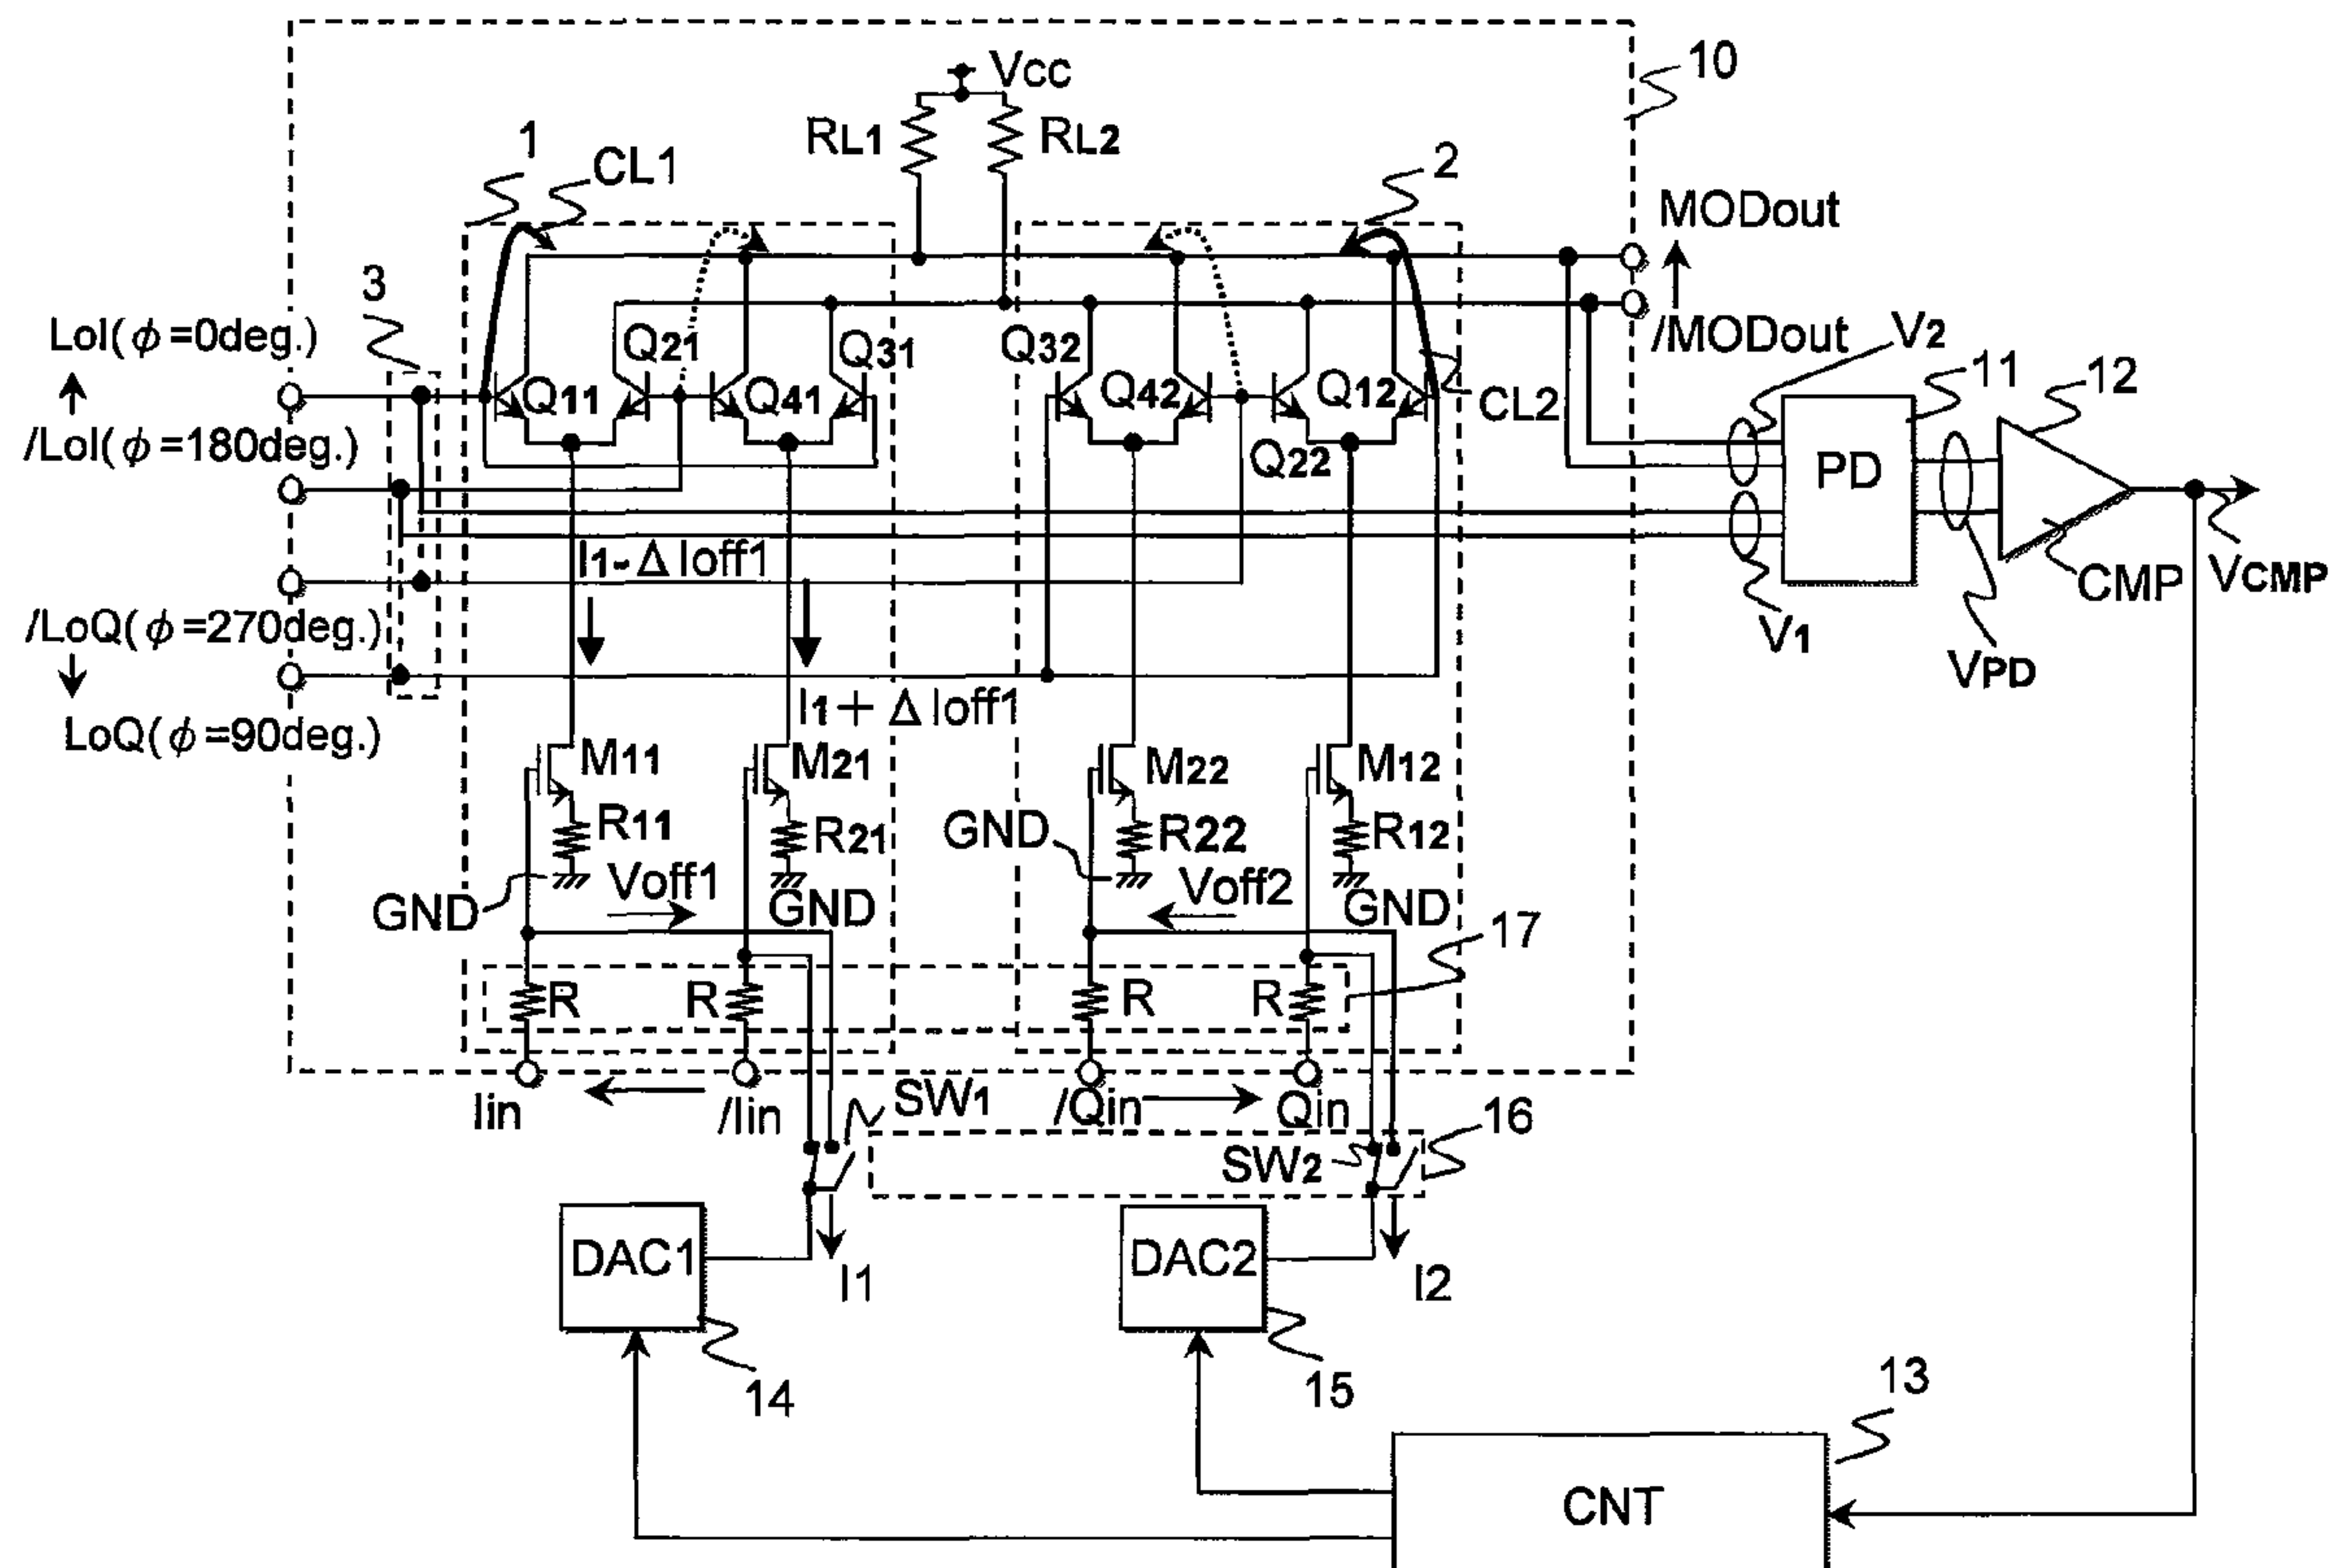 10
Vcc
RL1
RL2
1
CL1
2
MODout
3
LoI(ϕ=0deg.)
Q21
Q31
Q32
/MODout
V2
11
12
Q11
Q41
Q42
Q12
CL2
/LoI(ϕ=180deg.)
Q22
PD
I1-ΔIoff1
CMP
VCMP
/LoQ(ϕ=270deg.)
V1
VPD
LoQ(ϕ=90deg.)
I1+ΔIoff1
M11
M21
M22
M12
R11
R21
GND
R22
R12
Voff1
Voff2
GND
GND
GND
17
R
R
R
R
Iin
/Iin
SW1
/Qin
Qin
16
SW2
DAC1
I1
DAC2
I2
14
15
13
CNT